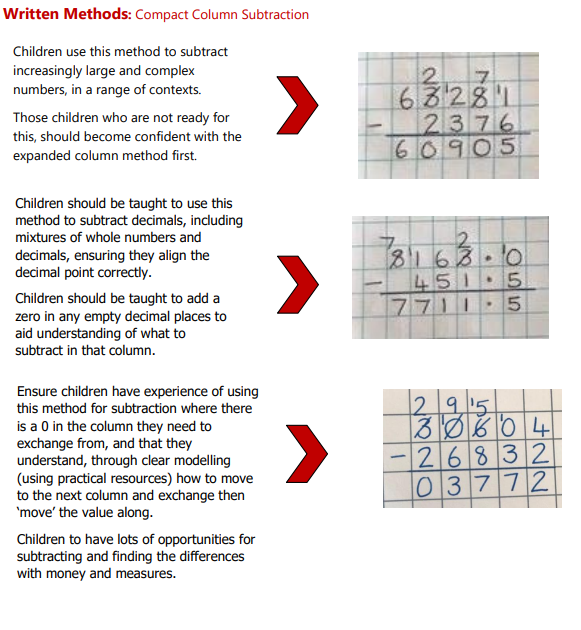 Written Methods: Compact Column Subtraction
Children use this method to subtract
increasingly large and complex
numbers, in a range of contexts.
Those children who are not ready for
this, should become confident with the
expanded column method first.
2 7
6 3 '2 8 '1
- 2 3 7 6
6 0 9 0 5
Children should be taught to use this
method to subtract decimals, including
mixtures of whole numbers and
decimals, ensuring they align the
decimal point correctly.
Children should be taught to add a
zero in any empty decimal places to
aid understanding of what to
subtract in that column.
7 2
8 '1 6 3 . '0
- 4 5 1 . 5
7 7 1 1 . 5
Ensure children have experience of using
this method for subtraction where there
is a 0 in the column they need to
exchange from, and that they
understand, through clear modelling
(using practical resources) how to move
to the next column and exchange then
‘move’ the value along.
Children to have lots of opportunities for
subtracting and finding the differences
with money and measures.
2 9 '5
3 '0 6 '0 4
- 2 6 8 3 2
0 3 7 7 2